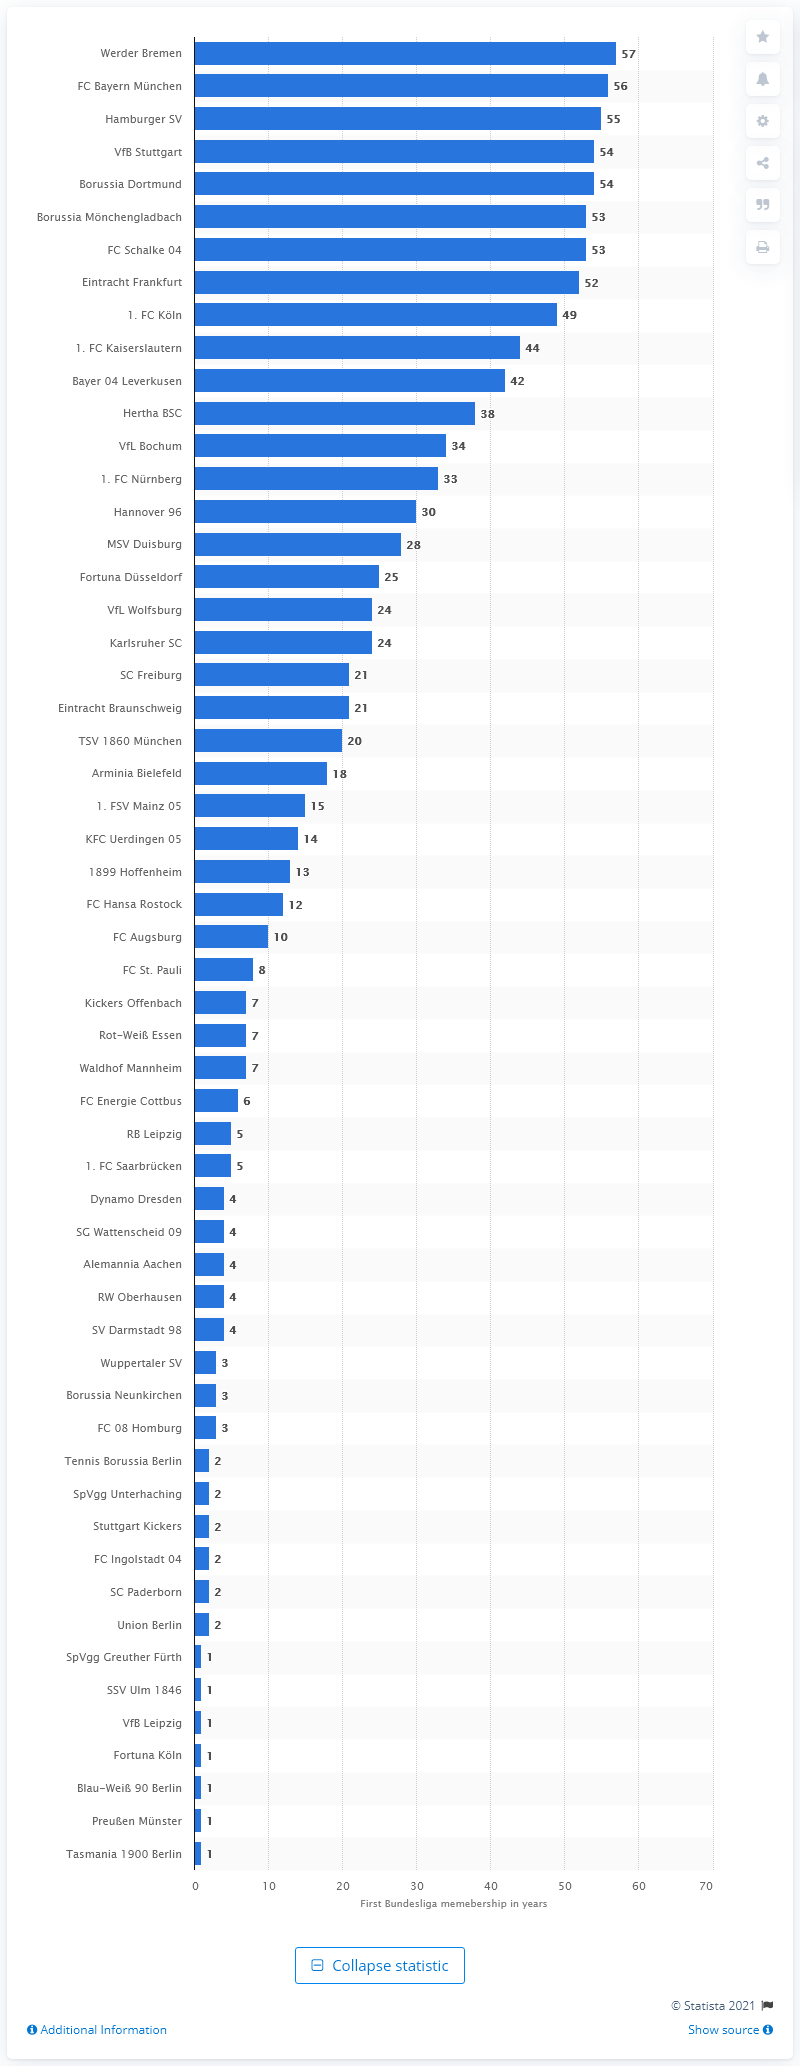 Werder Bremen 57
FC Bayern München 56
Hamburger SV 55
VfB Stuttgart 54
Borussia Dortmund 54
Borussia Mönchengladbach 53
FC Schalke 04 53
Eintracht Frankfurt 52
1. FC Köln 49
1. FC Kaiserslautern 44
Bayer 04 Leverkusen 42
Hertha BSC 38
VfL Bochum 34
1. FC Nürnberg 33
Hannover 96 30
MSV Duisburg 28
Fortuna Düsseldorf 25
VfL Wolfsburg 24
Karlsruher SC 24
SC Freiburg 21
Eintracht Braunschweig 21
TSV 1860 München 20
Arminia Bielefeld 18
1. FSV Mainz 05 15
KFC Uerdingen 05 14
1899 Hoffenheim 13
FC Hansa Rostock 12
FC Augsburg 10
FC St. Pauli 8
Kickers Offenbach 7
Rot-Weiß Essen 7
Waldhof Mannheim 7
FC Energie Cottbus 6
RB Leipzig 5
1. FC Saarbrücken 5
Dynamo Dresden 4
SG Wattenscheid 09 4
Alemannia Aachen 4
RW Oberhausen 4
SV Darmstadt 98 4
Wuppertaler SV 3
Borussia Neunkirchen 3
FC 08 Homburg 3
Tennis Borussia Berlin 2
SpVgg Unterhaching 2
Stuttgart Kickers 2
FC Ingolstadt 04 2
SC Paderborn 2
Union Berlin 2
SpVgg Greuther Fürth 1
SSV Ulm 1846 1
VfB Leipzig 1
Fortuna Köln 1
Blau-Weiß 90 Berlin 1
Preußen Münster 1
Tasmania 1900 Berlin 1
0 10 20 30 40 50 60 70
First Bundesliga memebership in years
Collapse statistic
© Statista 2021
Additional Information Show source